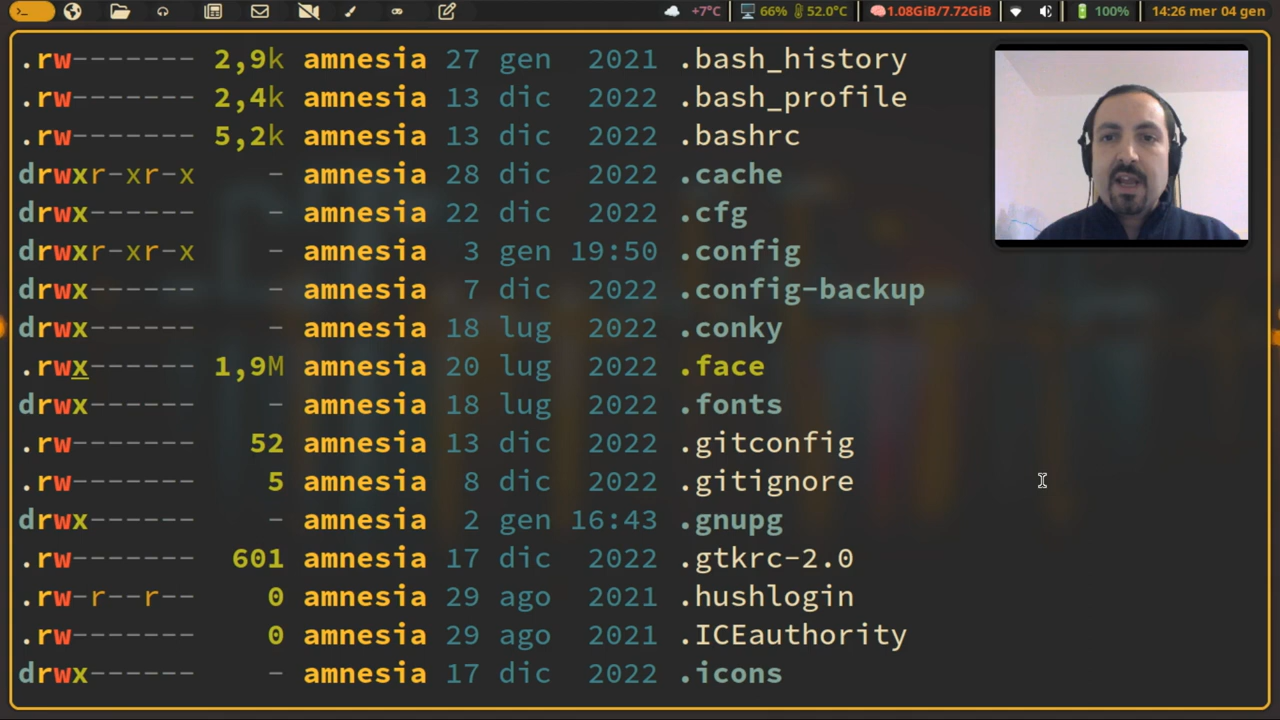 +7°C 66% 52.0°C 1.08GiB/7.72GiB 100% 14:26 mer 04 gen
.rw------- 2,9k amnesia 27 gen 2021 .bash_history
.rw------- 2,4k amnesia 13 dic 2022 .bash_profile
.rw------- 5,2k amnesia 13 dic 2022 .bashrc
drwxr-xr-x - amnesia 28 dic 2022 .cache
drwx------ - amnesia 22 dic 2022 .cfg
drwxr-xr-x - amnesia 3 gen 19:50 .config
drwx------ - amnesia 7 dic 2022 .config-backup
drwx------ - amnesia 18 lug 2022 .conky
.rwx------ 1,9M amnesia 20 lug 2022 .face
drwx------ - amnesia 18 lug 2022 .fonts
.rw------- 52 amnesia 13 dic 2022 .gitconfig
.rw------- 5 amnesia 8 dic 2022 .gitignore
drwx------ - amnesia 2 gen 16:43 .gnupg
.rw------- 601 amnesia 17 dic 2022 .gtkrc-2.0
.rw-r--r-- 0 amnesia 29 ago 2021 .hushlogin
.rw------- 0 amnesia 29 ago 2021 .ICEauthority
drwx------ - amnesia 17 dic 2022 .icons